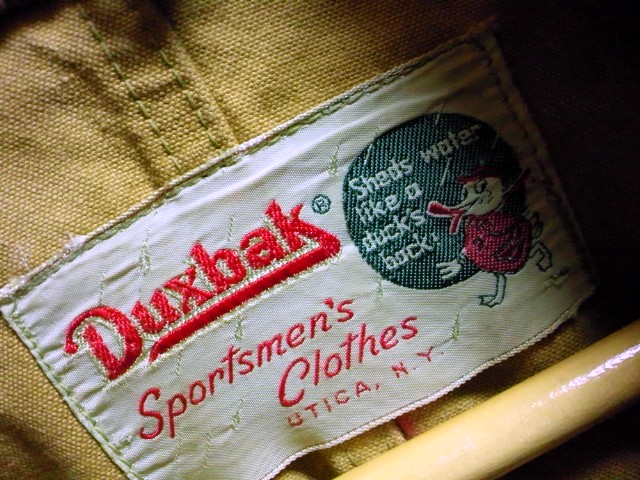 Duxbak®
Sportsmen's
Clothes
UTICA, N.Y.
Sheds water
like a
duck's
back!